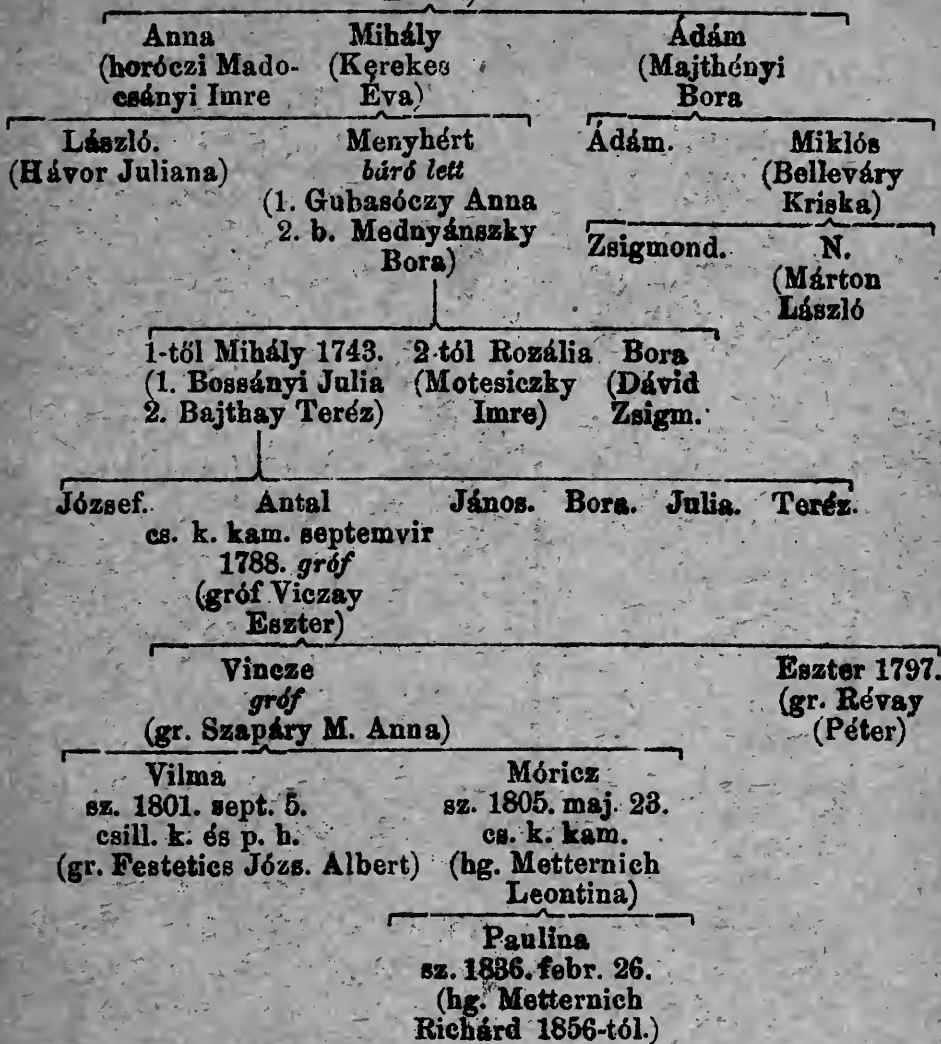 Anna Mihály Ádám
(horóczi Mado- (Kerekes (Majthényi
csányi Imre Éva) Bora
László. Menyhért Ádám. Miklós
(Hávor Juliana) báró lett (Belleváry
(1. Gubasóczy Anna Kriska)
2. b. Mednyánszky Zsigmond. N.
Bora) (Márton
László
1-től Mihály 1743. 2-tól Rozália Bora
(1. Bossányi Julia (Motesiczky (Dávid
2. Bajthay Teréz) Imre) Zsigm.
József. Antal János. Bora. Julia. Teréz.
cs. k. kam. septemvir
1788. gróf
(gróf Viczay
Eszter)
Vincze Eszter 1797.
gróf (gr. Révay
(gr. Szapáry M. Anna) (Péter)
Vilma Móricz
sz. 1801. sept. 5. sz. 1805. maj. 23.
csill. k. és p. h. cs. k. kam.
(gr. Festetics Józs. Albert) (hg. Metternich
Leontina)
Paulina
sz. 1836. febr. 26.
(hg. Metternich
Richárd 1856-tól.)